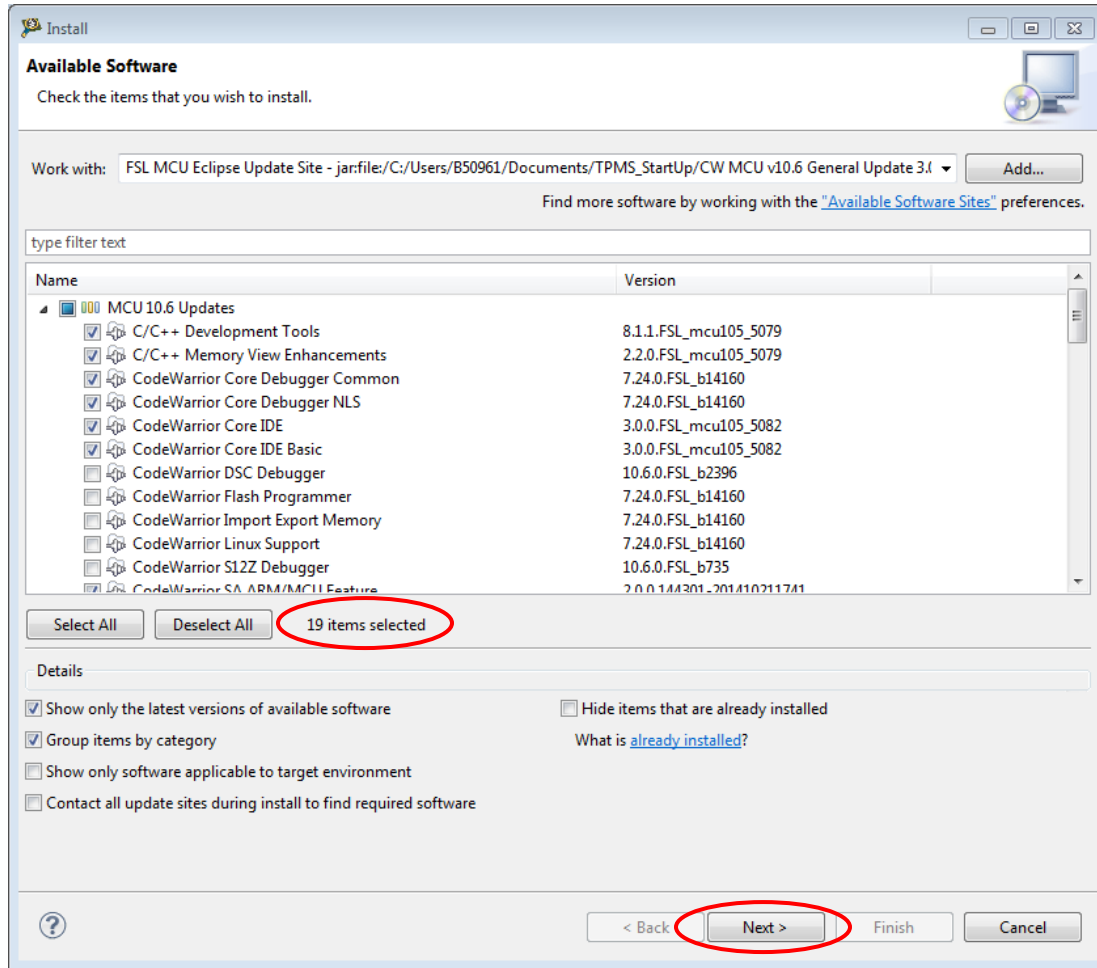 Install
Available Software
Check the items that you wish to install.
Work with: FSL MCU Eclipse Update Site - jar:file:/C:/Users/B50961/Documents/TPMS_StartUp/CW MCU v10.6 General Update 3.( Add...
Find more software by working with the "Available Software Sites" preferences.
type filter text
Name Version
MCU 10.6 Updates
C/C++ Development Tools 8.1.1.FSL_mcu105_5079
C/C++ Memory View Enhancements 2.2.0.FSL_mcu105_5079
CodeWarrior Core Debugger Common 7.24.0.FSL_b14160
CodeWarrior Core Debugger NLS 7.24.0.FSL_b14160
CodeWarrior Core IDE 3.0.0.FSL_mcu105_5082
CodeWarrior Core IDE Basic 3.0.0.FSL_mcu105_5082
CodeWarrior DSC Debugger 10.6.0.FSL_b2396
CodeWarrior Flash Programmer 7.24.0.FSL_b14160
CodeWarrior Import Export Memory 7.24.0.FSL_b14160
CodeWarrior Linux Support 7.24.0.FSL_b14160
CodeWarrior S12Z Debugger 10.6.0.FSL_b735
CodeWarrior SA ARM/MCU Feature 2.0.0.144301-201410211741
Select All Deselect All 19 items selected
Details
Show only the latest versions of available software Hide items that are already installed
Group items by category What is already installed?
Show only software applicable to target environment
Contact all update sites during install to find required software
? < Back Next > Finish Cancel